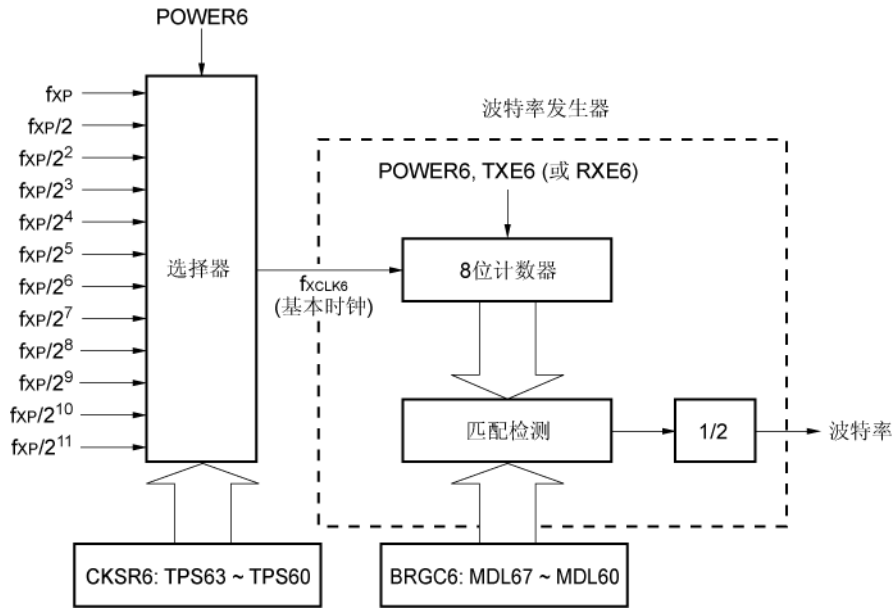 POWER6
fXP
fXP/2
fXP/2²
fXP/2³
fXP/2⁴
fXP/2⁵
fXP/2⁶
fXP/2⁷
fXP/2⁸
fXP/2⁹
fXP/2¹⁰
fXP/2¹¹
选择器
fXCLK6
(基本时钟)
波特率发生器
POWER6, TXE6 (或 RXE6)
8位计数器
匹配检测
1/2
波特率
CKSR6: TPS63 ~ TPS60
BRGC6: MDL67 ~ MDL60